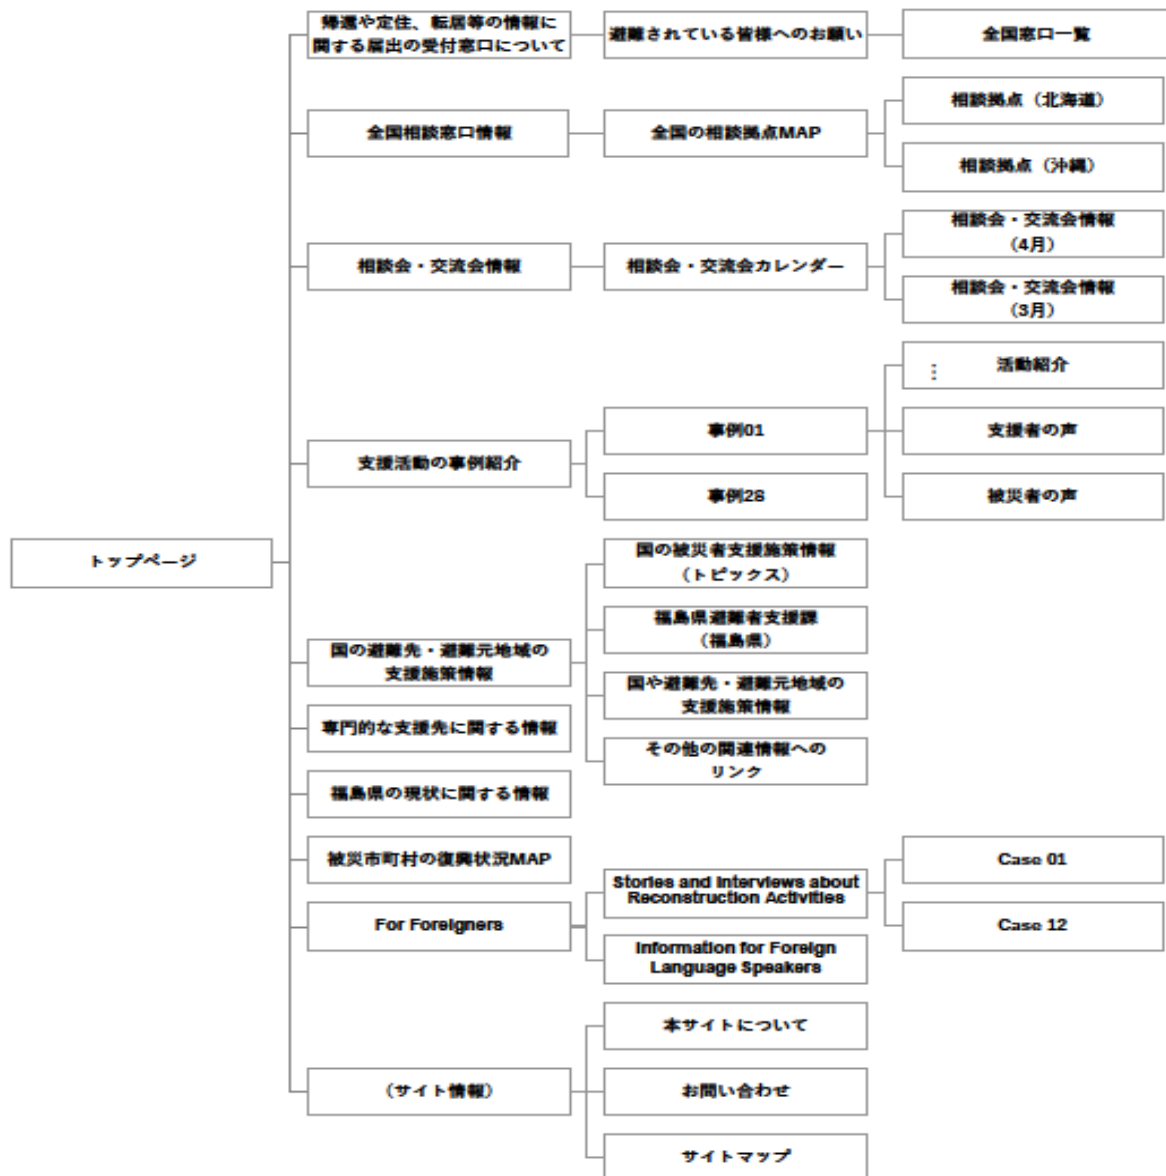 帰還や定住、転居等の情報に
関する届出の受付窓口について
避難されている皆様へのお願い
全国窓口一覧
全国相談窓口情報
全国の相談拠点MAP
相談拠点（北海道）
相談拠点（沖縄）
相談会・交流会情報
相談会・交流会カレンダー
相談会・交流会情報
（4月）
相談会・交流会情報
（3月）
支援活動の事例紹介
事例01
⋮
活動紹介
支援者の声
被災者の声
事例28
トップページ
国の避難先・避難元地域の
支援施策情報
国の被災者支援施策情報
（トピックス）
福島県避難者支援課
（福島県）
国や避難先・避難元地域の
支援施策情報
その他の関連情報への
リンク
専門的な支援先に関する情報
福島県の現状に関する情報
被災市町村の復興状況MAP
For Foreigners
Stories and Interviews about
Reconstruction Activities
Case 01
Case 12
Information for Foreign
Language Speakers
（サイト情報）
本サイトについて
お問い合わせ
サイトマップ